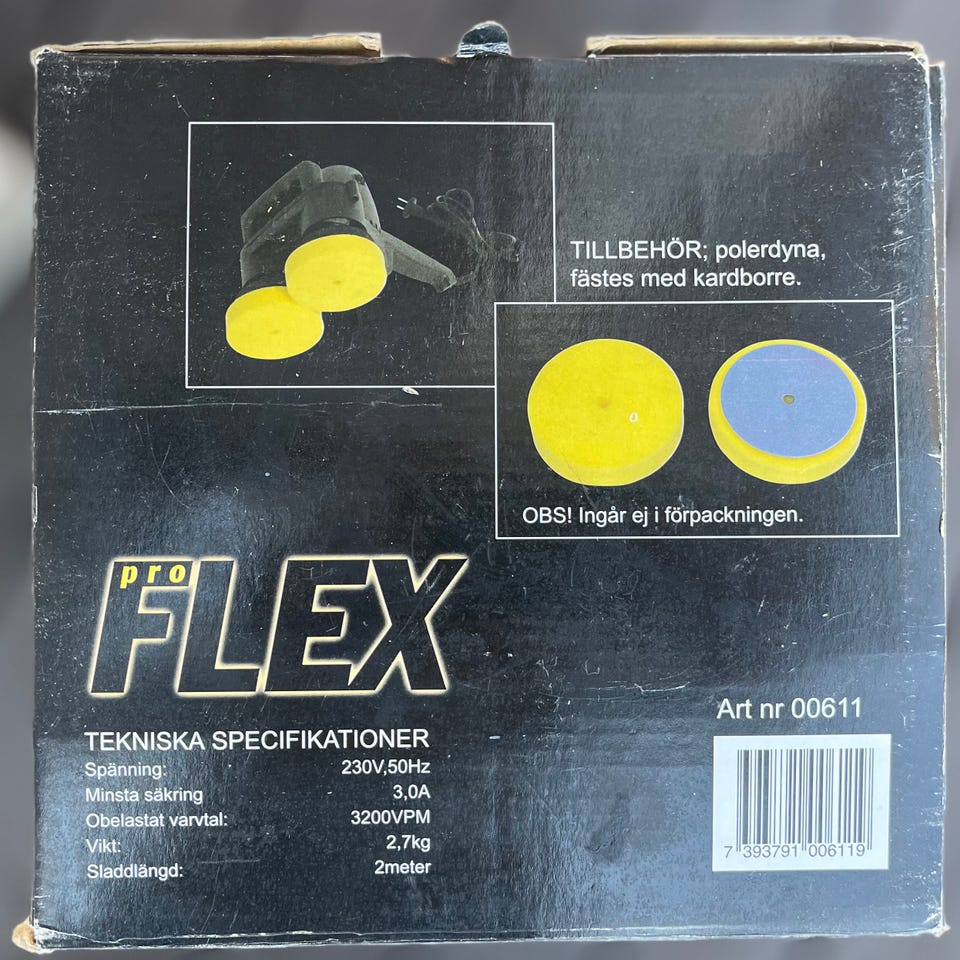 TILLBEHÖR; polerdyna,
fästes med kardborre.
OBS! Ingår ej i förpackningen.
pro
FLEX
Art nr 00611
TEKNISKA SPECIFIKATIONER
Spänning: 230V,50Hz
Minsta säkring 3,0A
Obelastat varvtal: 3200VPM
Vikt: 2,7kg
Sladdlängd: 2meter
7 393791 006119